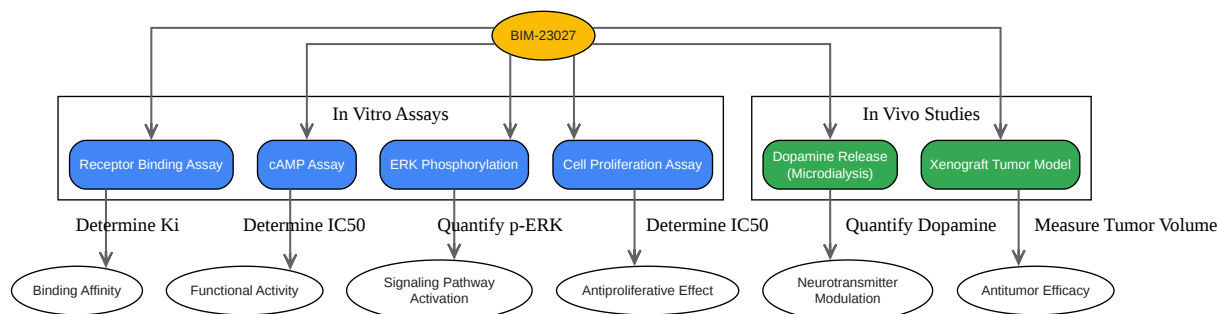 BIM-23027
In Vitro Assays
In Vivo Studies
Receptor Binding Assay
cAMP Assay
ERK Phosphorylation
Cell Proliferation Assay
Dopamine Release
(Microdialysis)
Xenograft Tumor Model
Determine Ki
Determine IC50
Quantify p-ERK
Determine IC50
Quantify Dopamine
Measure Tumor Volume
Binding Affinity
Functional Activity
Signaling Pathway
Activation
Antiproliferative Effect
Neurotransmitter
Modulation
Antitumor Efficacy